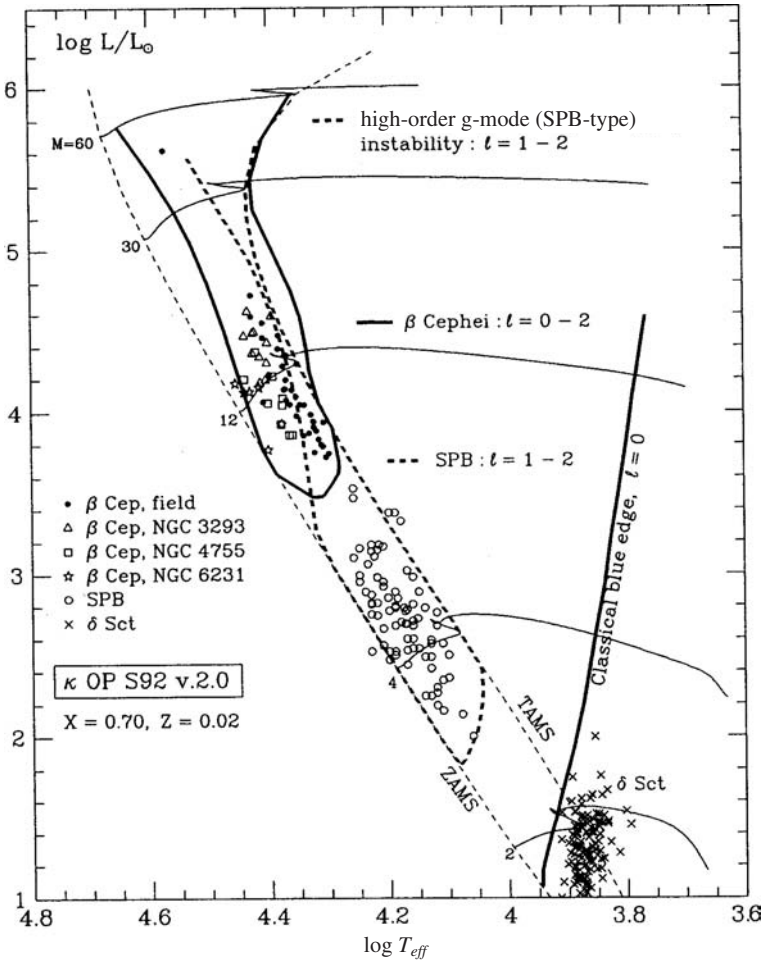 log L/L⊙
6
5
4
3
2
1
M=60
30
12
4
2
high-order g-mode (SPB-type)
instability : ℓ = 1 − 2
β Cephei : ℓ = 0 − 2
SPB : ℓ = 1 − 2
Classical blue edge, ℓ = 0
• β Cep, field
△ β Cep, NGC 3293
□ β Cep, NGC 4755
☆ β Cep, NGC 6231
○ SPB
× δ Sct
κ OP S92 v.2.0
X = 0.70, Z = 0.02
ZAMS
TAMS
δ Sct
4.8 4.6 4.4 4.2 4 3.8 3.6
log Teff